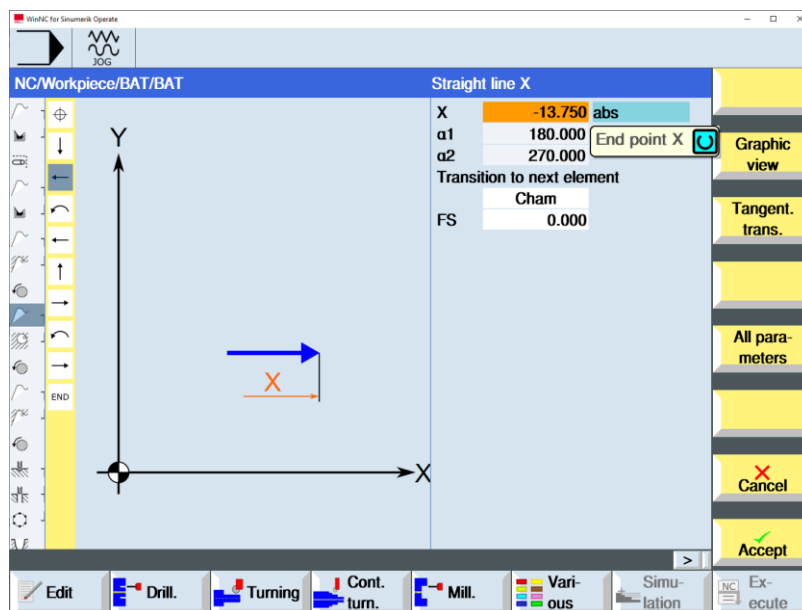 WinNC for Sinumerik Operate
JOG
NC/Workpiece/BAT/BAT
Straight line X
X -13.750 abs
α1 180.000
End point X
α2 270.000
Transition to next element
Cham
FS 0.000
Y
X
X
END
Graphic
view
Tangent.
trans.
All para-
meters
Cancel
Accept
>
Edit
Drill.
Turning
Cont.
turn.
Mill.
Vari-
ous
Simu-
lation
NC
Ex-
ecute